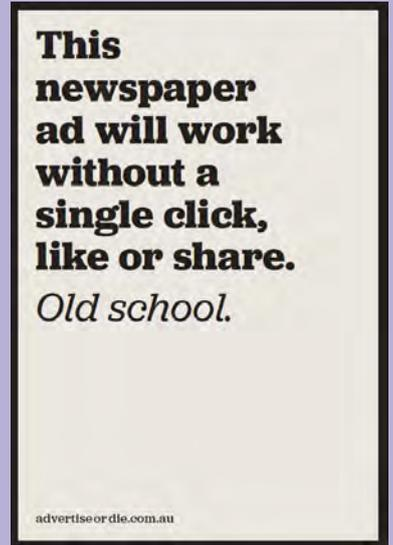 This
newspaper
ad will work
without a
single click,
like or share.
Old school.
advertiseordie.com.au